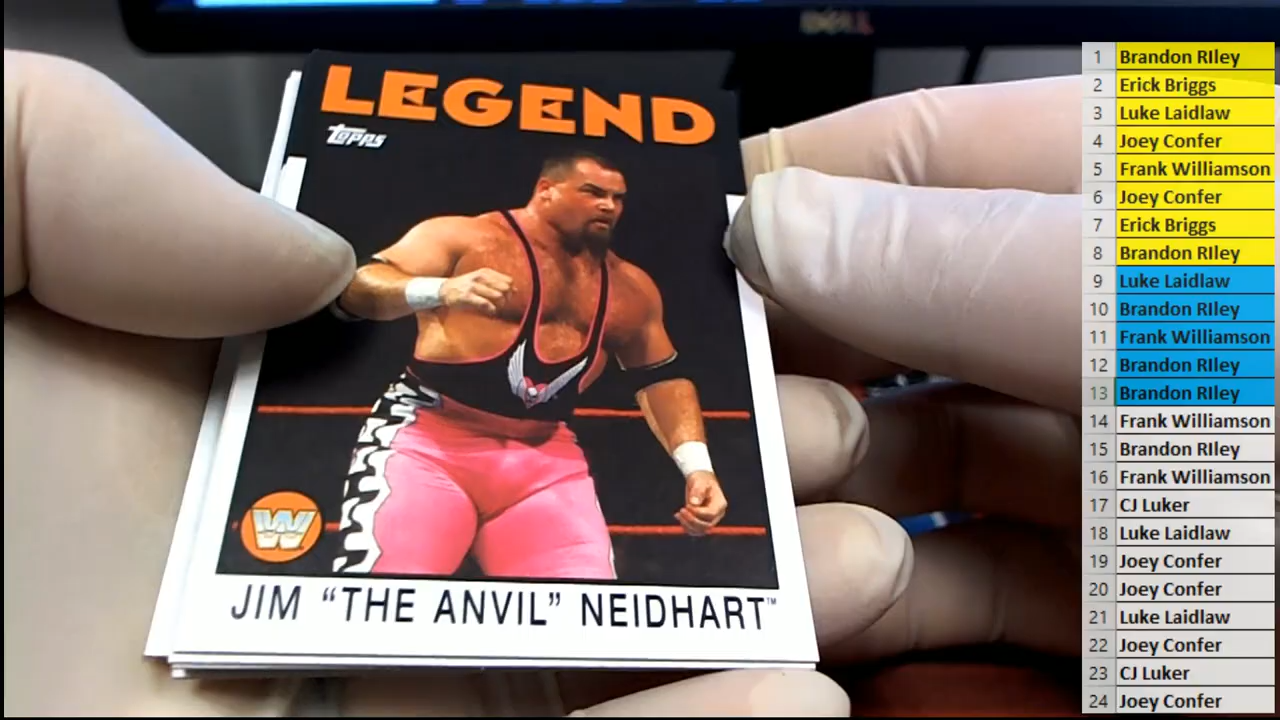 DELL
LEGEND
TOPPS
W
JIM “THE ANVIL” NEIDHART™
1 Brandon RIley
2 Erick Briggs
3 Luke Laidlaw
4 Joey Confer
5 Frank Williamson
6 Joey Confer
7 Erick Briggs
8 Brandon RIley
9 Luke Laidlaw
10 Brandon RIley
11 Frank Williamson
12 Brandon RIley
13 Brandon RIley
14 Frank Williamson
15 Brandon RIley
16 Frank Williamson
17 CJ Luker
18 Luke Laidlaw
19 Joey Confer
20 Joey Confer
21 Luke Laidlaw
22 Joey Confer
23 CJ Luker
24 Joey Confer